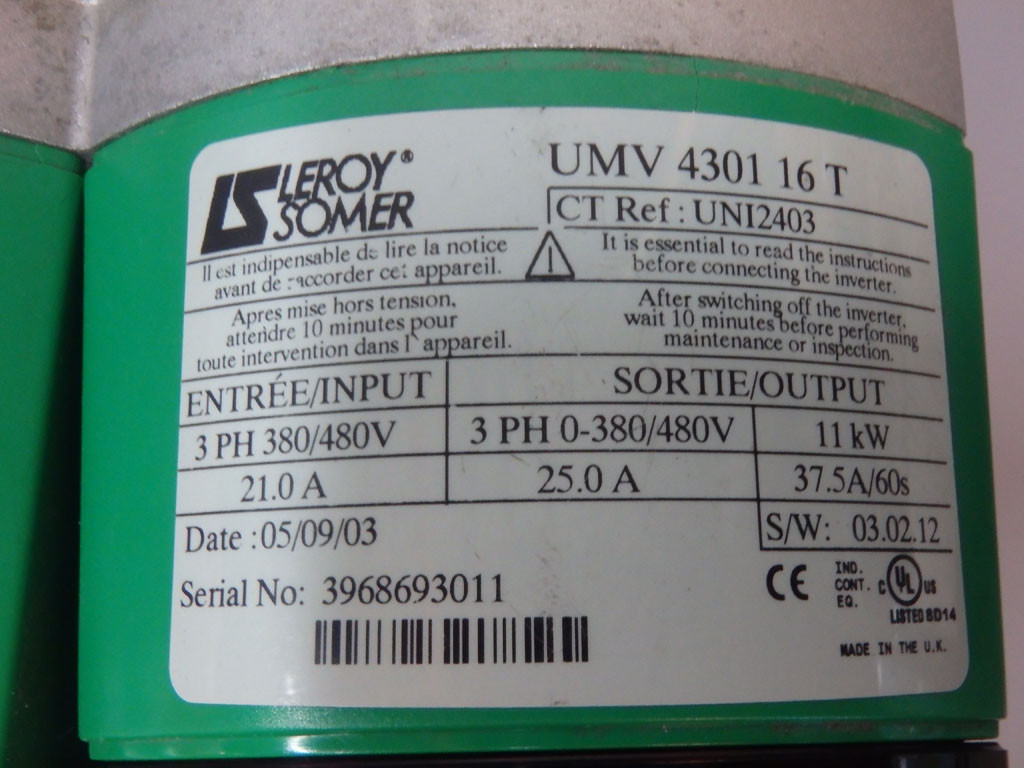 LEROY®
SOMER
UMV 4301 16 T
CT Ref : UNI2403
Il est indipensable de lire la notice
avant de raccorder cet appareil.
It is essential to read the instructions
before connecting the inverter.
Apres mise hors tension,
attendre 10 minutes pour
toute intervention dans l'appareil.
After switching off the inverter,
wait 10 minutes before performing
maintenance or inspection.
ENTRÉE/INPUT
SORTIE/OUTPUT
3 PH 380/480V
3 PH 0-380/480V
11 kW
21.0 A
25.0 A
37.5A/60s
Date :05/09/03
S/W: 03.02.12
Serial No: 3968693011
CE
IND.
CONT.
EQ.
C UL US
LISTED 8D14
MADE IN THE U.K.